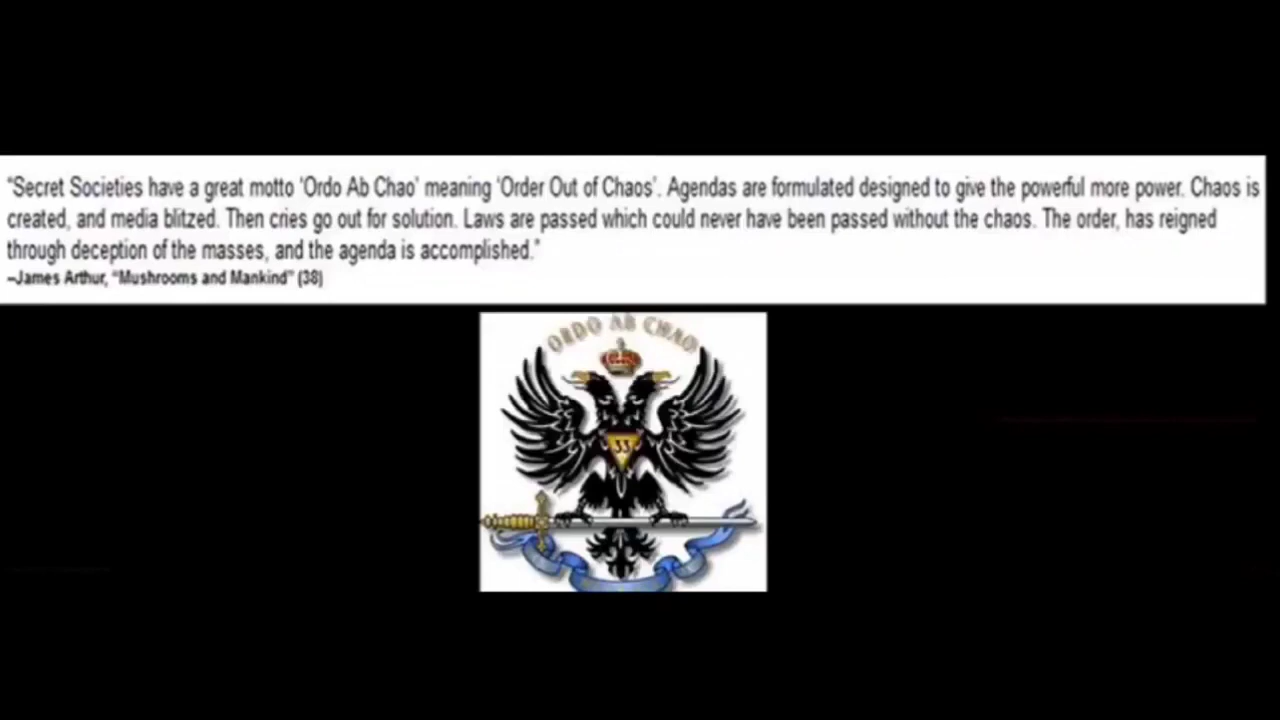 "Secret Societies have a great motto 'Ordo Ab Chao' meaning 'Order Out of Chaos'. Agendas are formulated designed to give the powerful more power. Chaos is
created, and media blitzed. Then cries go out for solution. Laws are passed which could never have been passed without the chaos. The order, has reigned
through deception of the masses, and the agenda is accomplished."
–James Arthur, "Mushrooms and Mankind" (38)
ORDO AB CHAO
33